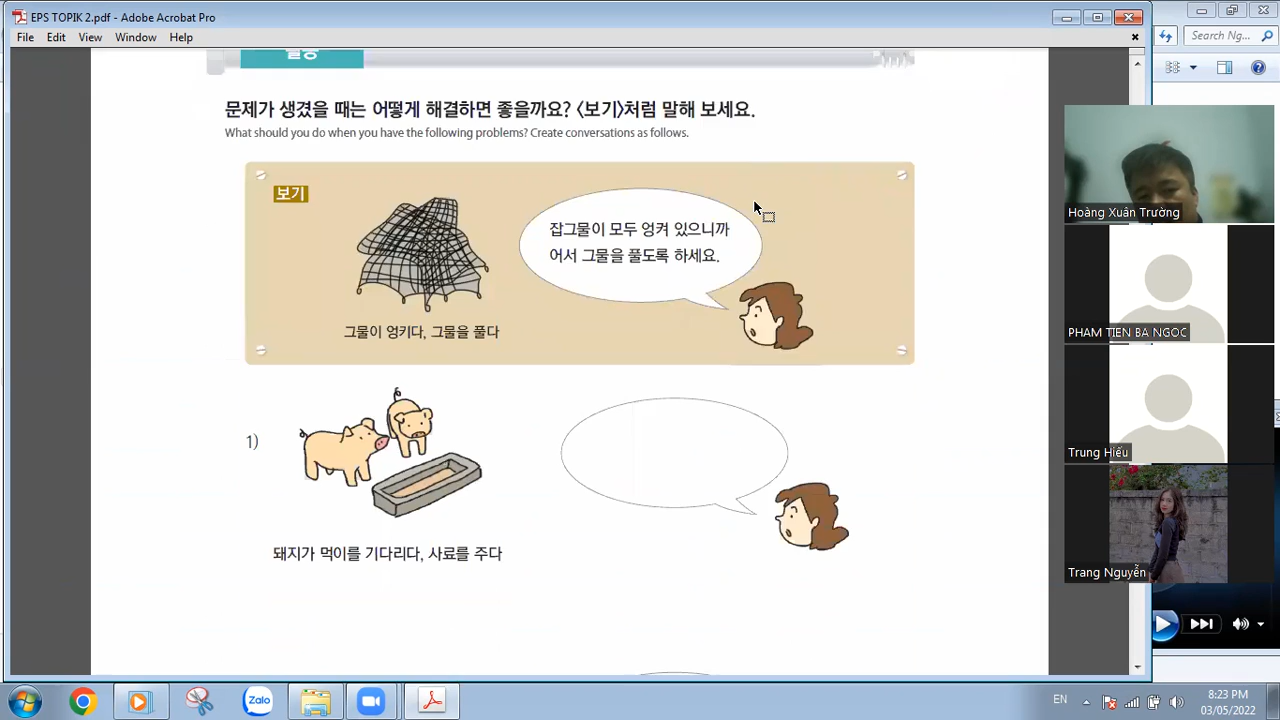 EPS TOPIK 2.pdf - Adobe Acrobat Pro
File Edit View Window Help
Search Ng...
문제가 생겼을 때는 어떻게 해결하면 좋을까요? 〈보기〉처럼 말해 보세요.
What should you do when you have the following problems? Create conversations as follows.
보기
잡그물이 모두 엉켜 있으니까
어서 그물을 풀도록 하세요.
그물이 엉키다, 그물을 풀다
1)
돼지가 먹이를 기다리다, 사료를 주다
Hoàng Xuân Trường
PHAM TIEN BA NGOC
Trung Hiếu
Trang Nguyễn
Zalo
EN
8:23 PM
03/05/2022